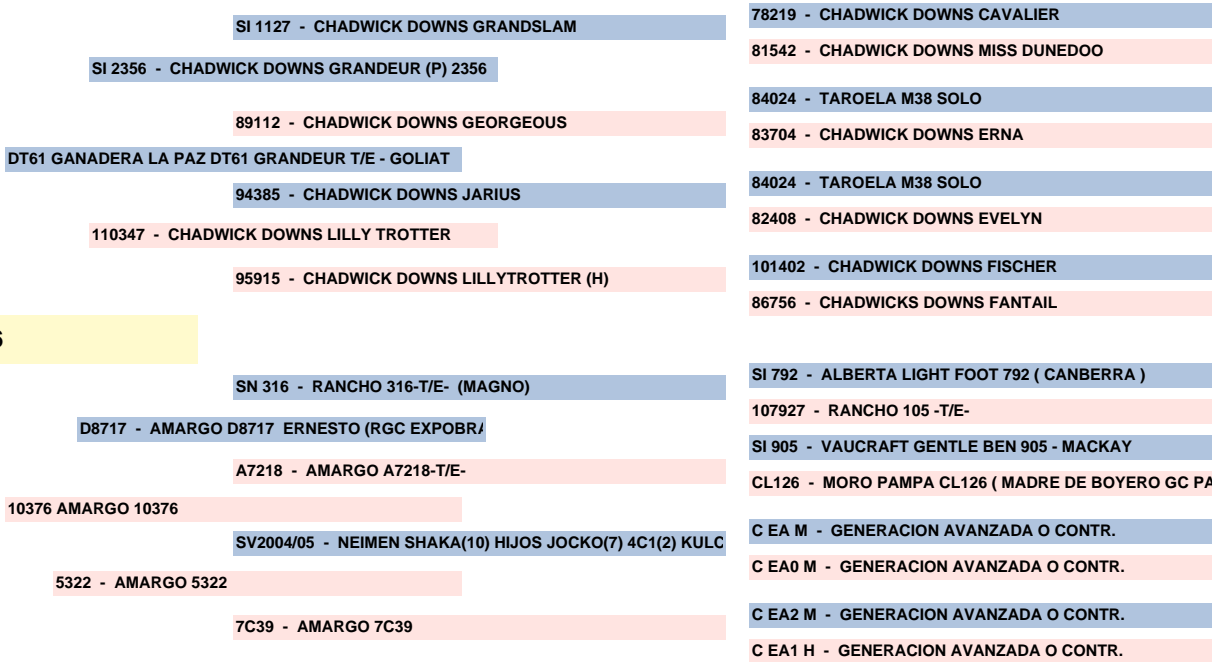 78219 - CHADWICK DOWNS CAVALIER
SI 1127 - CHADWICK DOWNS GRANDSLAM
81542 - CHADWICK DOWNS MISS DUNEDOO
SI 2356 - CHADWICK DOWNS GRANDEUR (P) 2356
84024 - TAROELA M38 SOLO
89112 - CHADWICK DOWNS GEORGEOUS
83704 - CHADWICK DOWNS ERNA
DT61 GANADERA LA PAZ DT61 GRANDEUR T/E - GOLIAT
84024 - TAROELA M38 SOLO
94385 - CHADWICK DOWNS JARIUS
82408 - CHADWICK DOWNS EVELYN
110347 - CHADWICK DOWNS LILLY TROTTER
101402 - CHADWICK DOWNS FISCHER
95915 - CHADWICK DOWNS LILLYTROTTER (H)
86756 - CHADWICKS DOWNS FANTAIL
SI 792 - ALBERTA LIGHT FOOT 792 ( CANBERRA )
SN 316 - RANCHO 316-T/E- (MAGNO)
107927 - RANCHO 105 -T/E-
D8717 - AMARGO D8717 ERNESTO (RGC EXPOBRA
SI 905 - VAUCRAFT GENTLE BEN 905 - MACKAY
A7218 - AMARGO A7218-T/E-
CL126 - MORO PAMPA CL126 ( MADRE DE BOYERO GC PA
10376 AMARGO 10376
C EA M - GENERACION AVANZADA O CONTR.
SV2004/05 - NEIMEN SHAKA(10) HIJOS JOCKO(7) 4C1(2) KULO
C EA0 M - GENERACION AVANZADA O CONTR.
5322 - AMARGO 5322
C EA2 M - GENERACION AVANZADA O CONTR.
7C39 - AMARGO 7C39
C EA1 H - GENERACION AVANZADA O CONTR.